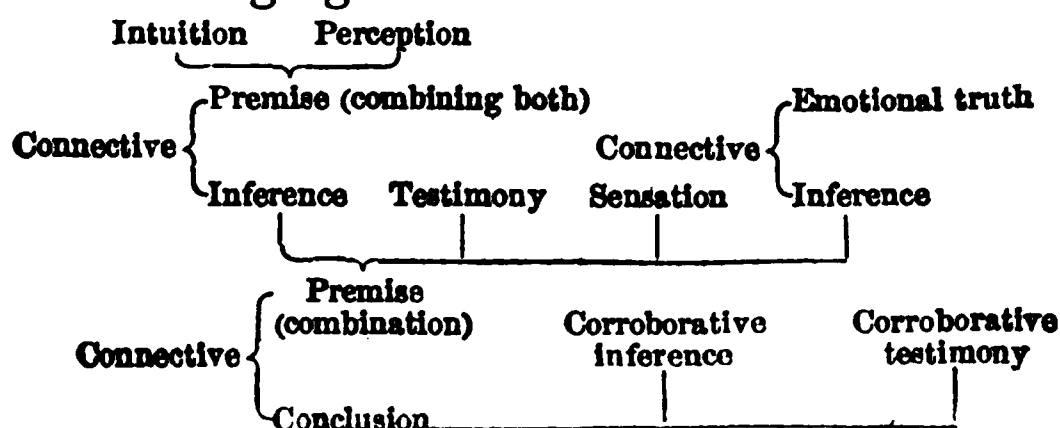 Intuition Perception
Premise (combining both) Emotional truth
Connective Connective
Inference Testimony Sensation Inference
Premise
(combination) Corroborative Corroborative
Connective inference testimony
Conclusion